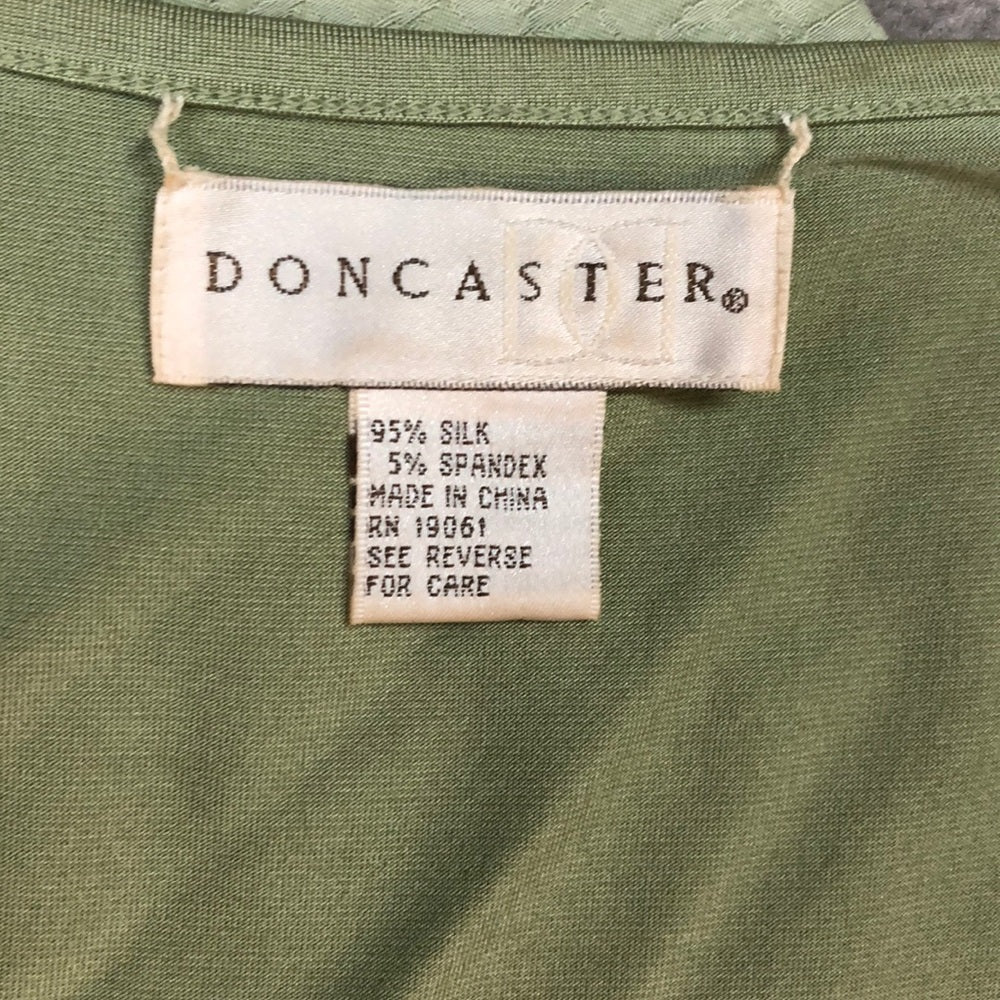 DONCASTER®
95% SILK
5% SPANDEX
MADE IN CHINA
RN 19061
SEE REVERSE
FOR CARE